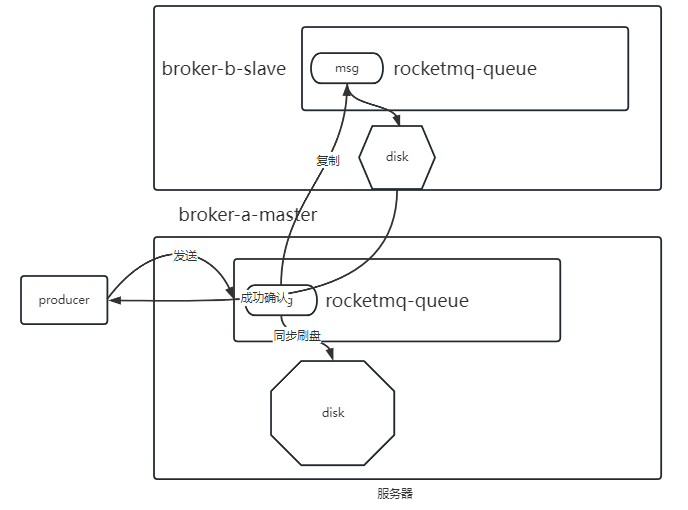 broker-b-slave
msg
rocketmq-queue
disk
复制
broker-a-master
发送
producer
成功确认
rocketmq-queue
同步刷盘
disk
服务器